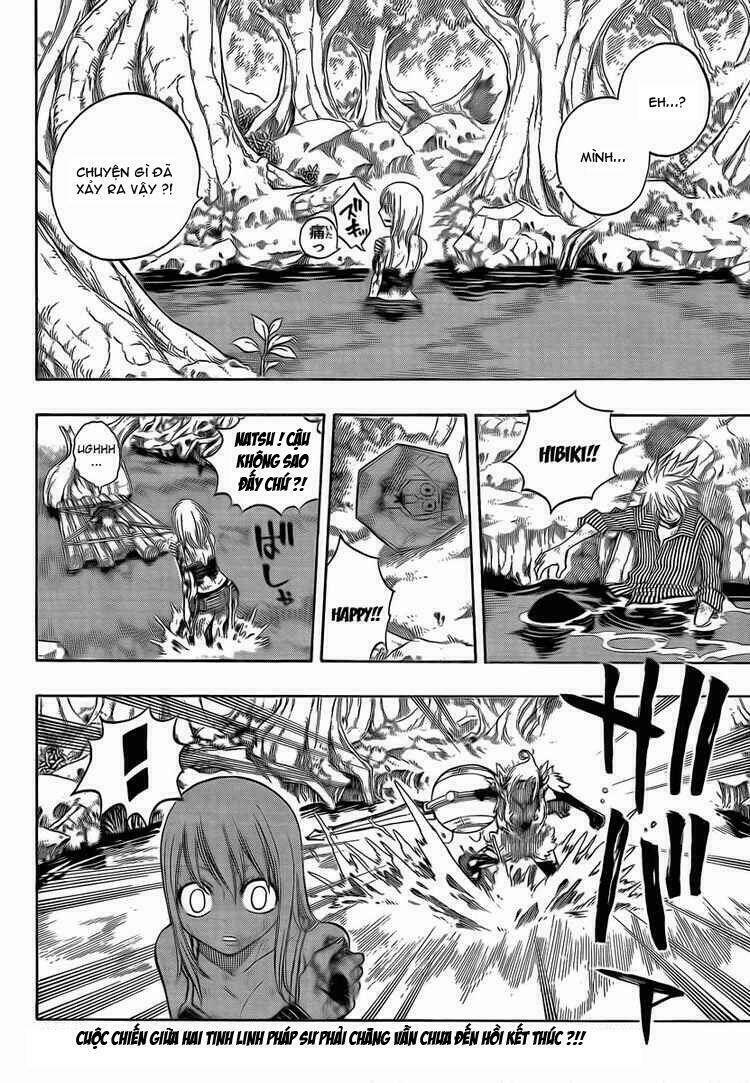 EH...?
MÌNH...
CHUYỆN GÌ ĐÃ
XẢY RA VẬY ?!
ズキッ
痛っ
HIBIKI!!
HAPPY!!
NATSU ! CẬU
KHÔNG SAO
ĐẤY CHỨ ?!
UGHHH
...
ばしゃ
!
CUỘC CHIẾN GIỮA HAI TINH LINH PHÁP SƯ PHẢI CHĂNG VẪN CHƯA ĐẾN HỒI KẾT THÚC ?!!